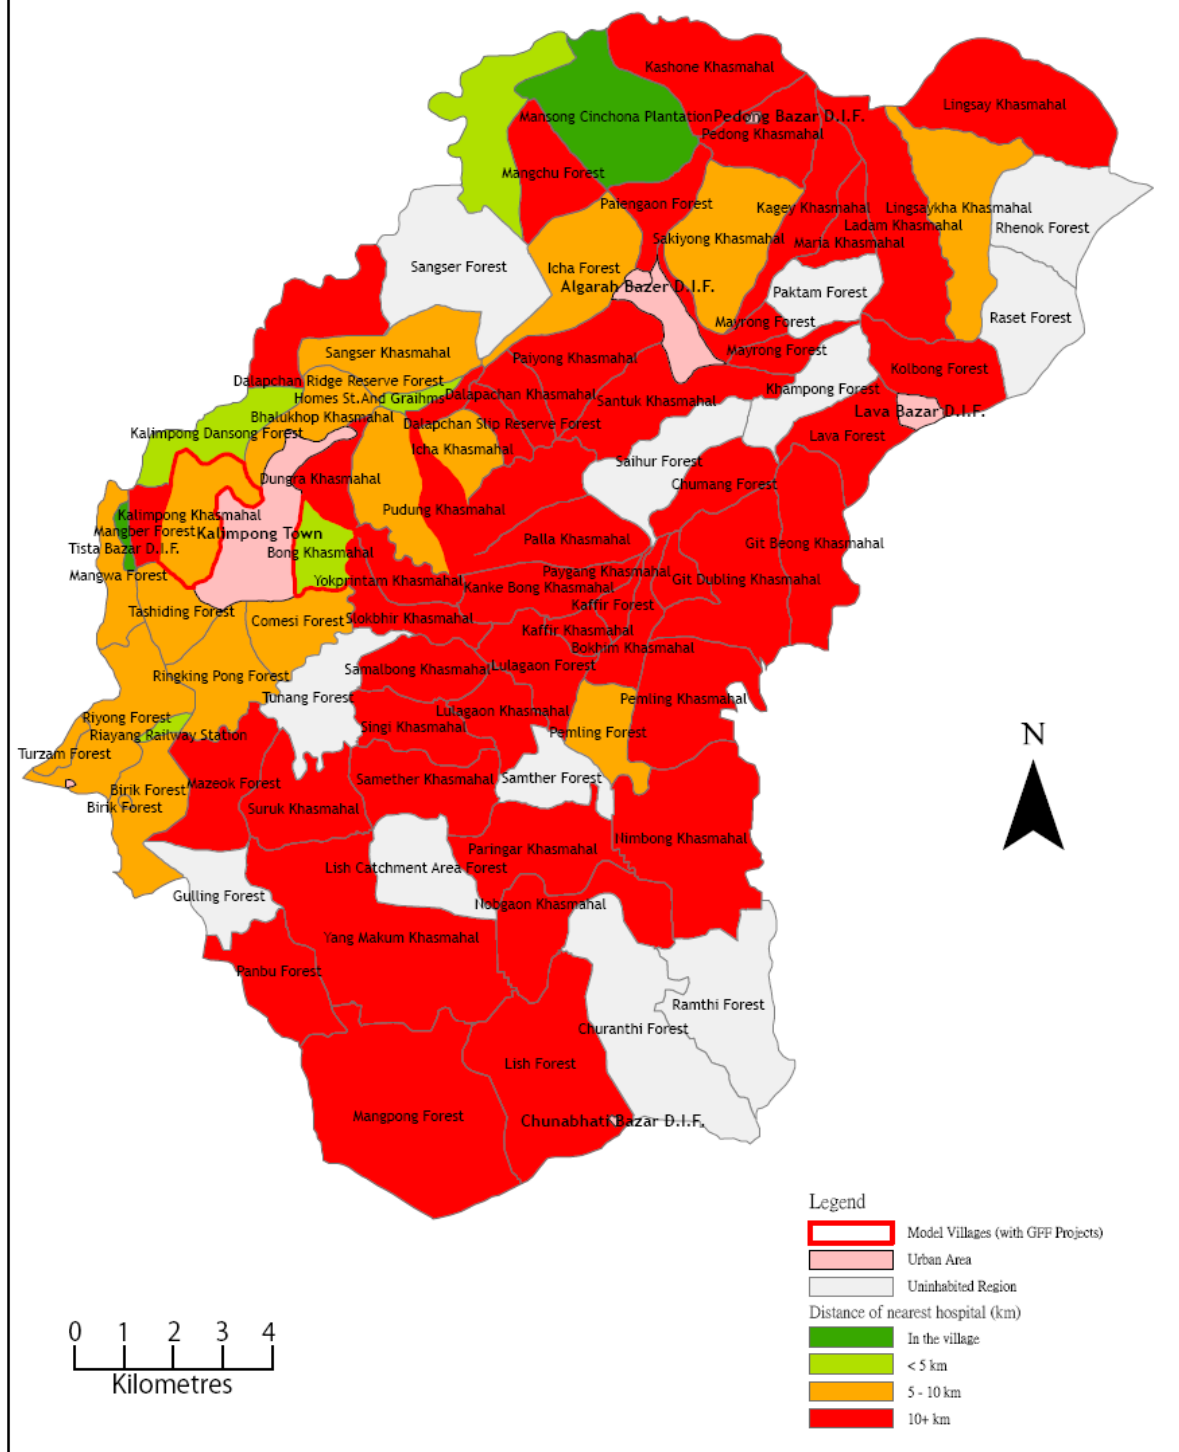 Kashone Khasmahal
Lingsay Khasmahal
Mansong Cinchona Plantation
Pedong Bazar D.I.F.
Pedong Khasmahal
Mangchu Forest
Palengaon Forest
Kagey Khasmahal
Lingsaykha Khasmahal
Ladam Khasmahal
Rhenok Forest
Sakiyong Khasmahal
Maria Khasmahal
Sangser Forest
Icha Forest
Algarah Bazer D.I.F.
Paktam Forest
Raset Forest
Mayrong Forest
Sangser Khasmahal
Paiyong Khasmahal
Mayrong Forest
Kolbong Forest
Dalapchan Ridge Reserve Forest
Homes St.And Graihms
Dalapachan Khasmahal
Santuk Khasmahal
Khampong Forest
Lava Bazar D.I.F.
Bhalukhop Khasmahal
Dalapchan Slip Reserve Forest
Kalimpong Dansong Forest
Lava Forest
Icha Khasmahal
Saihur Forest
Dungra Khasmahal
Chumang Forest
Pudung Khasmahal
Kalimpong Khasmahal
Mangber Forest
Kalimpong Town
Palla Khasmahal
Git Beong Khasmahal
Tista Bazar D.I.F.
Bong Khasmahal
Mangwa Forest
Yokprintam Khasmahal
Paygang Khasmahal
Kanke Bong Khasmahal
Git Dubling Khasmahal
Kaffir Forest
Tashiding Forest
Comesi Forest
Slokbhir Khasmahal
Kaffir Khasmahal
Bokhim Khasmahal
Samalbong Khasmahal
Lulagaon Forest
Ringking Pong Forest
Tunang Forest
Pemling Khasmahal
Lulagaon Khasmahal
Riyong Forest
Singi Khasmahal
Pemling Forest
Riayang Railway Station
Turzam Forest
Mazeok Forest
Samether Khasmahal
Samther Forest
Birik Forest
Birik Forest
Suruk Khasmahal
Nimbong Khasmahal
Paringar Khasmahal
Lish Catchment Area Forest
Gulling Forest
Nobgaon Khasmahal
Yang Makum Khasmahal
Panbu Forest
Ramthi Forest
Churanthi Forest
Lish Forest
Mangpong Forest
Chunabhati Bazar D.I.F.
N
Legend
Model Villages (with GFF Projects)
Urban Area
Uninhabited Region
Distance of nearest hospital (km)
In the village
< 5 km
5 - 10 km
10+ km
0 1 2 3 4
Kilometres